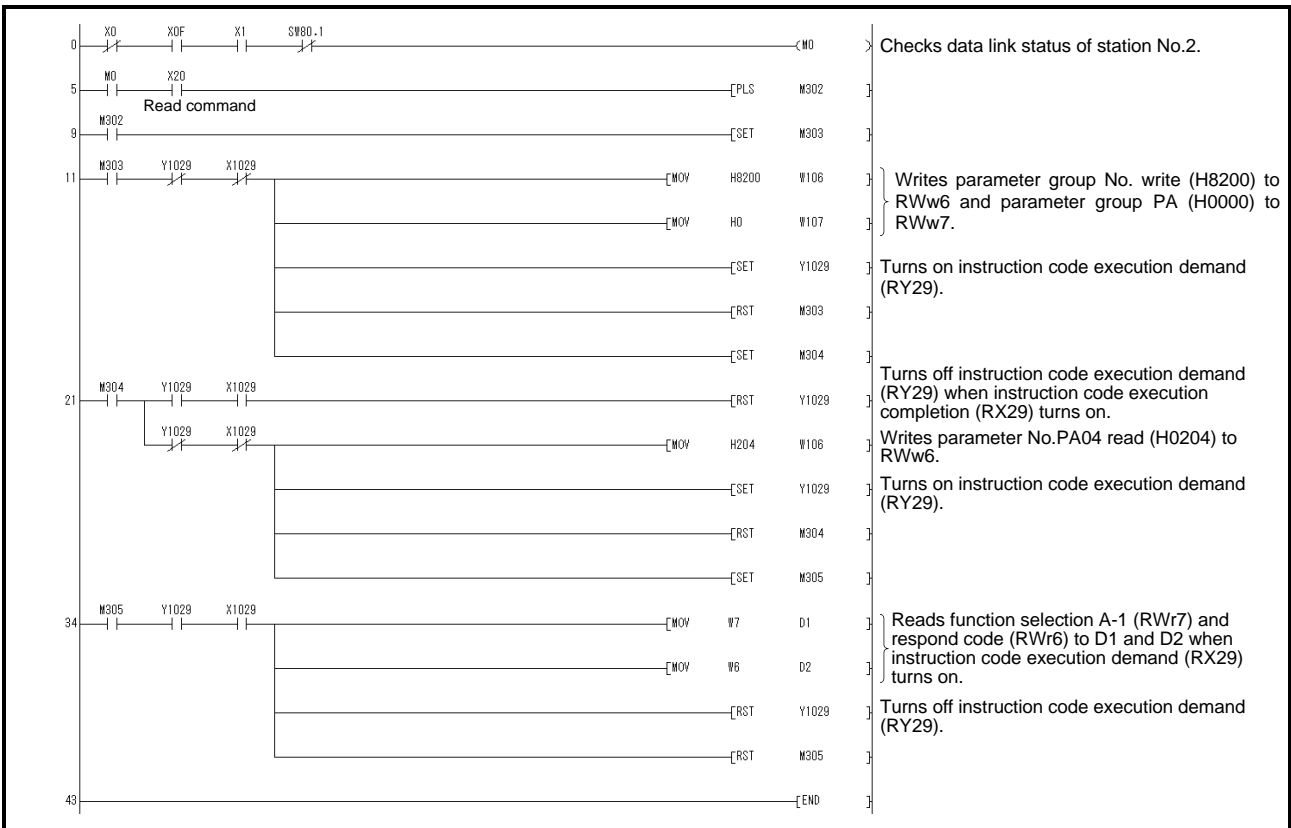 X0 X0F X1 SW80.1
0 (M0 ) Checks data link status of station No.2.
M0 X20
5 [PLS M302 ]
Read command
M302
9 [SET M303 ]
M303 Y1029 X1029
11 [MOV H8200 W106 ] Writes parameter group No. write (H8200) to
RWw6 and parameter group PA (H0000) to
[MOV H0 W107 ] RWw7.
[SET Y1029 ] Turns on instruction code execution demand
(RY29).
[RST M303 ]
[SET M304 ]
Turns off instruction code execution demand
M304 Y1029 X1029
21 [RST Y1029 ] (RY29) when instruction code execution
completion (RX29) turns on.
Y1029 X1029
[MOV H204 W106 ] Writes parameter No.PA04 read (H0204) to
RWw6.
[SET Y1029 ] Turns on instruction code execution demand
(RY29).
[RST M304 ]
[SET M305 ]
M305 Y1029 X1029
34 [MOV W7 D1 ] Reads function selection A-1 (RWr7) and
respond code (RWr6) to D1 and D2 when
[MOV W6 D2 ] instruction code execution demand (RX29)
turns on.
[RST Y1029 ] Turns off instruction code execution demand
(RY29).
[RST M305 ]
43 [END ]